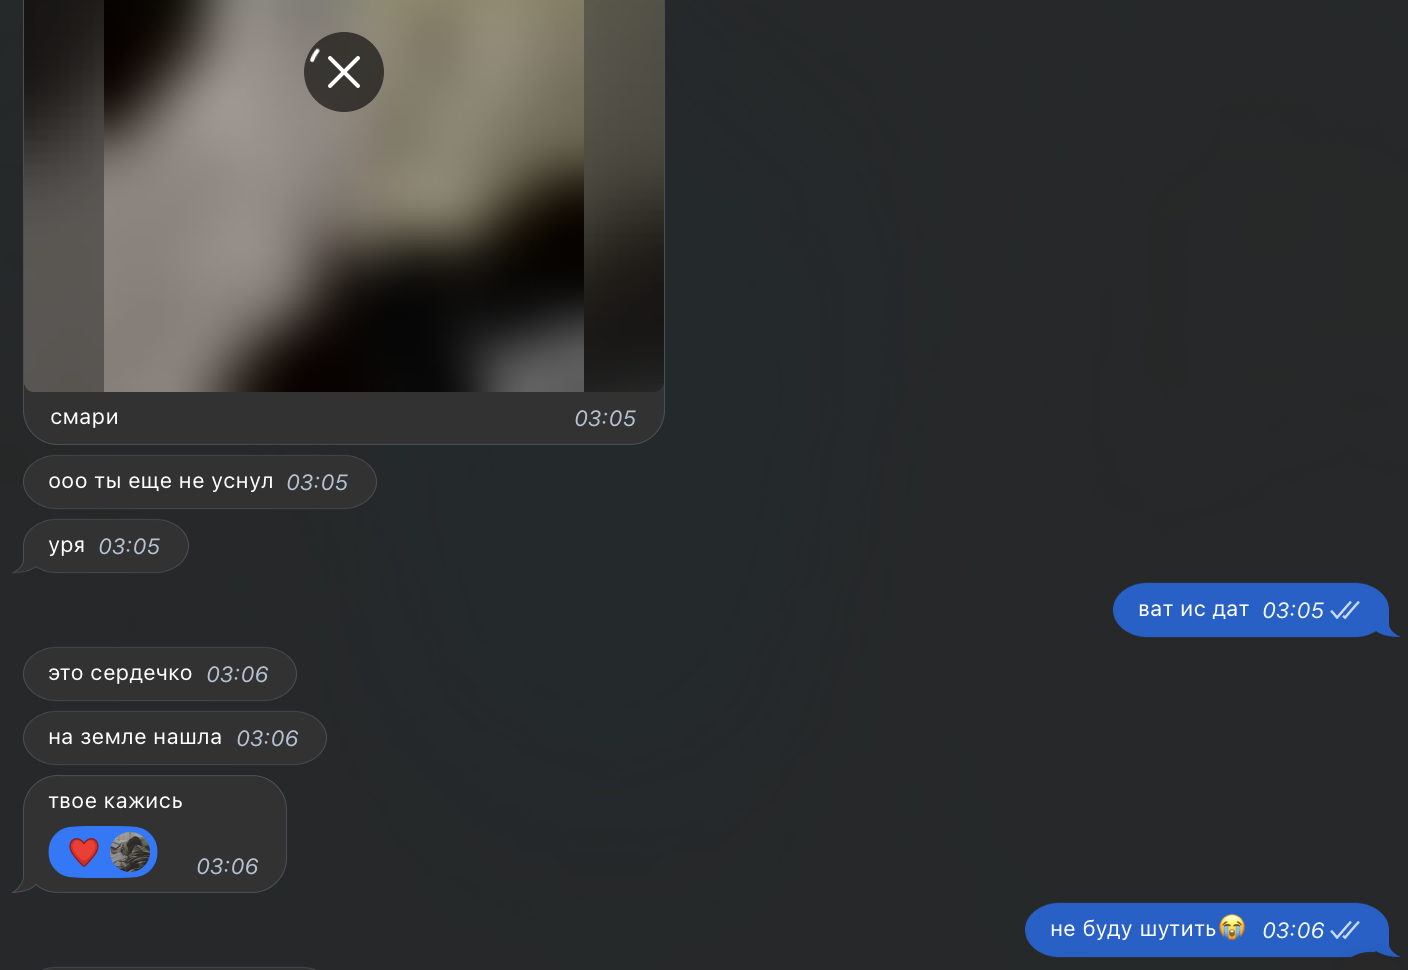 смари 03:05
ооо ты еще не уснул 03:05
уря 03:05
ват ис дат 03:05
это сердечко 03:06
на земле нашла 03:06
твое кажись
❤️ 03:06
не буду шутить😭 03:06